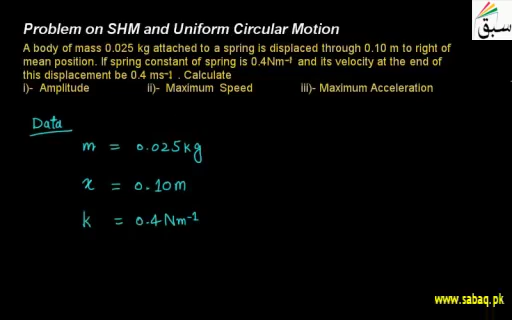 Problem on SHM and Uniform Circular Motion
سبق
A body of mass 0.025 kg attached to a spring is displaced through 0.10 m to right of
mean position. If spring constant of spring is 0.4Nm⁻¹ and its velocity at the end of
this displacement be 0.4 ms⁻¹ . Calculate
i)- Amplitude ii)- Maximum Speed iii)- Maximum Acceleration
Data
m = 0.025kg
x = 0.10m
k = 0.4Nm⁻¹
www.sabaq.pk